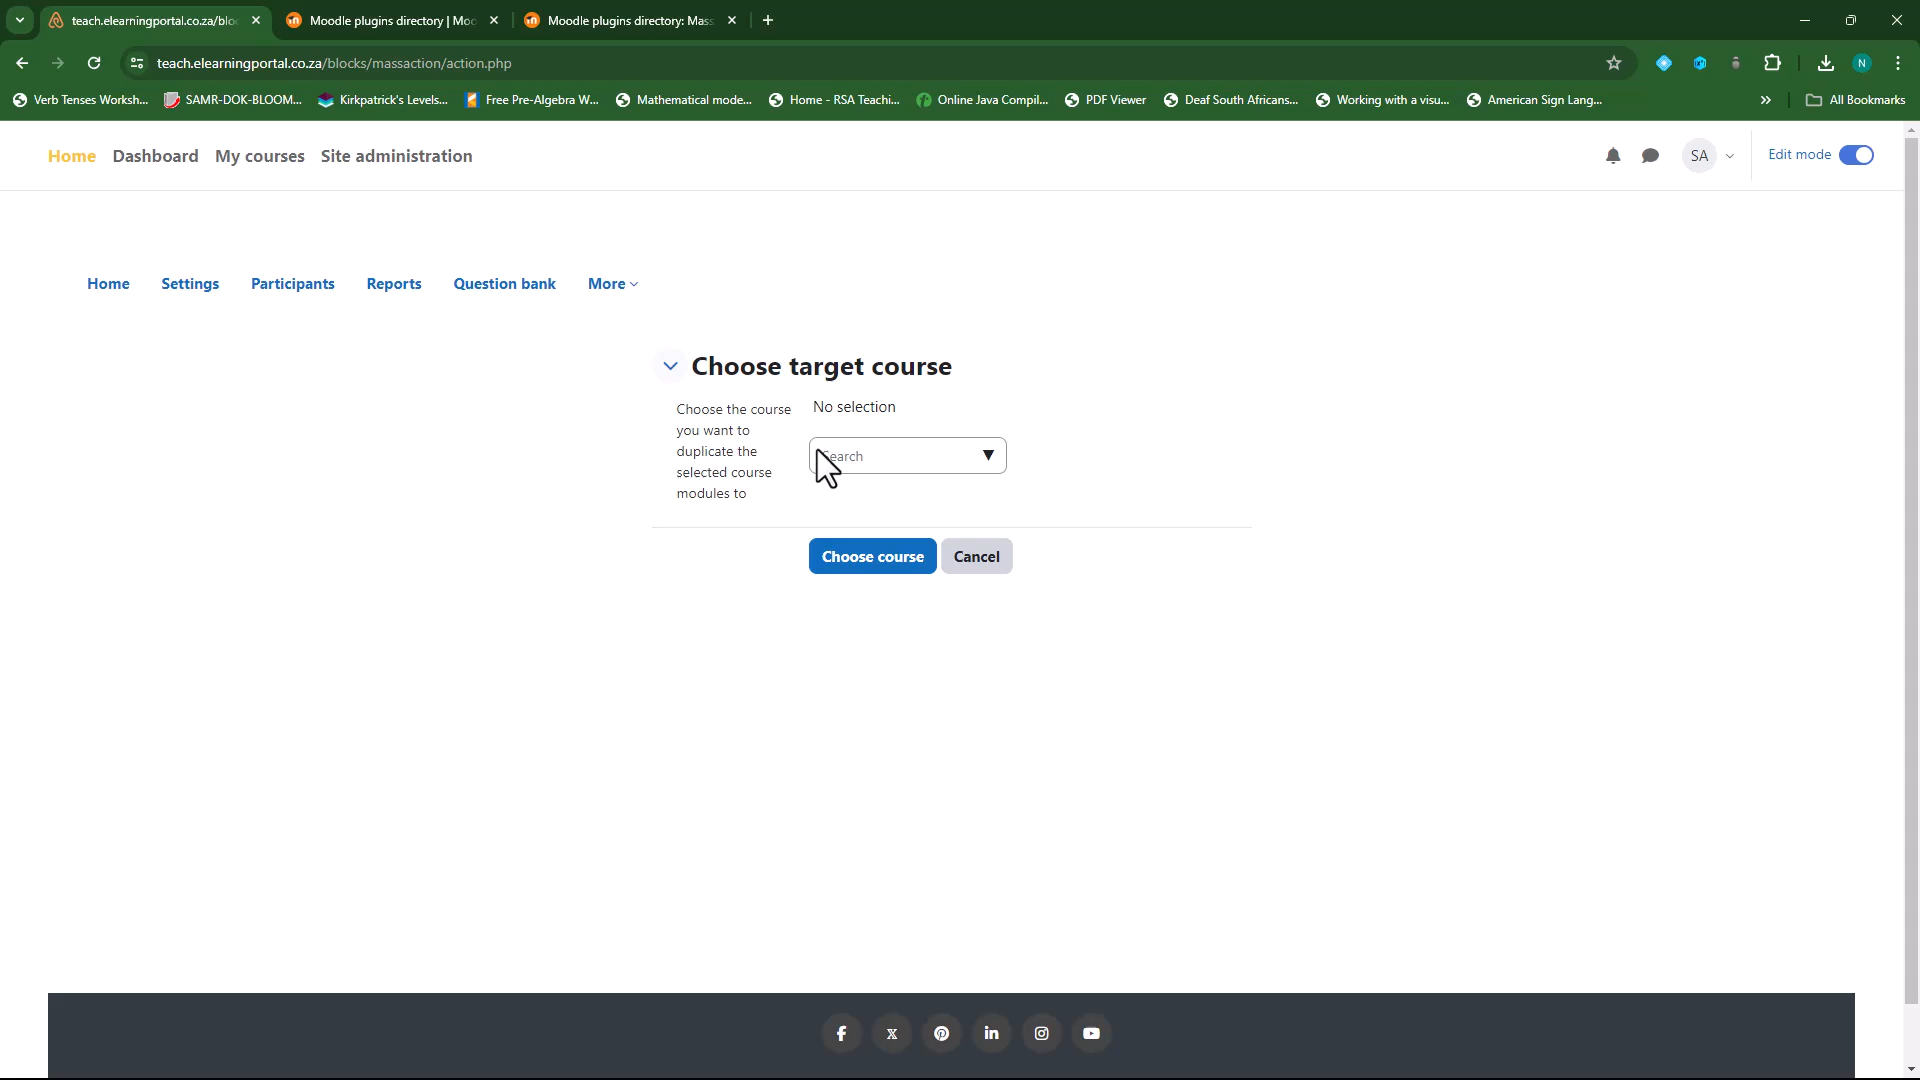 teach.elearningportal.co.za/bloc
Moodle plugins directory | Moo
Moodle plugins directory: Mass
teach.elearningportal.co.za/blocks/massaction/action.php
N
Verb Tenses Worksh...
SAMR-DOK-BLOOM...
Kirkpatrick's Levels...
Free Pre-Algebra W...
Mathematical mode...
Home - RSA Teachi...
Online Java Compil...
PDF Viewer
Deaf South Africans...
Working with a visu...
American Sign Lang...
All Bookmarks
Home
Dashboard
My courses
Site administration
SA
Edit mode
Home
Settings
Participants
Reports
Question bank
More
Choose target course
Choose the course
you want to
duplicate the
selected course
modules to
No selection
Search
Choose course
Cancel